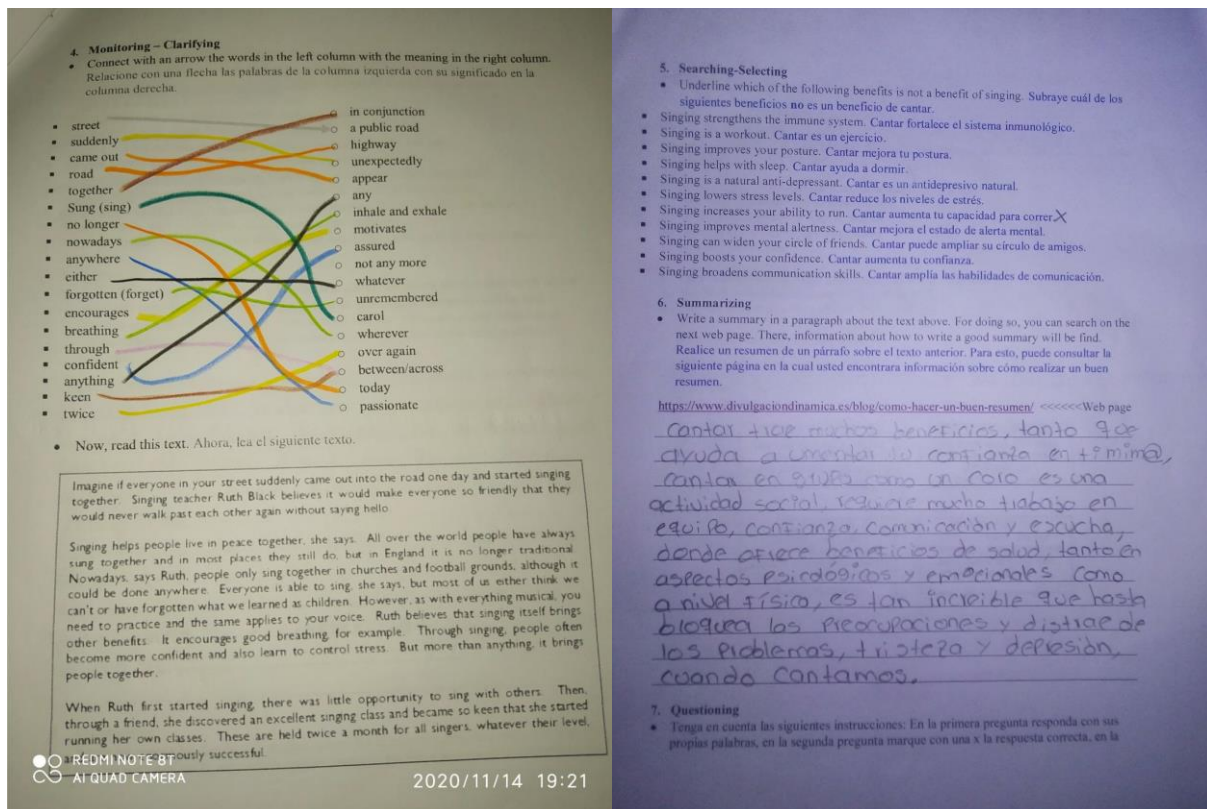 4. Monitoring – Clarifying
• Connect with an arrow the words in the left column with the meaning in the right column.
Relacione con una flecha las palabras de la columna izquierda con su significado en la
columna derecha.
street
suddenly
came out
road
together
Sung (sing)
no longer
nowadays
anywhere
either
forgotten (forget)
encourages
breathing
through
confident
anything
keen
twice
in conjunction
a public road
highway
unexpectedly
appear
any
inhale and exhale
motivates
assured
not any more
whatever
unremembered
carol
wherever
over again
between/across
today
passionate
• Now, read this text. Ahora, lea el siguiente texto.
Imagine if everyone in your street suddenly came out into the road one day and started singing
together. Singing teacher Ruth Black believes it would make everyone so friendly that they
would never walk past each other again without saying hello.
Singing helps people live in peace together, she says. All over the world people have always
sung together and in most places they still do, but in England it is no longer traditional
Nowadays, says Ruth, people only sing together in churches and football grounds, although it
could be done anywhere. Everyone is able to sing, she says, but most of us either think we
can't or have forgotten what we learned as children. However, as with everything musical, you
need to practice and the same applies to your voice. Ruth believes that singing itself brings
other benefits. It encourages good breathing, for example. Through singing, people often
become more confident and also learn to control stress. But more than anything, it brings
people together.
When Ruth first started singing, there was little opportunity to sing with others. Then,
through a friend, she discovered an excellent singing class and became so keen that she started
running her own classes. These are held twice a month for all singers, whatever their level,
successful.
REDMI NOTE 8T
AI QUAD CAMERA
2020/11/14 19:21
5. Searching-Selecting
• Underline which of the following benefits is not a benefit of singing. Subraye cuál de los
siguientes beneficios no es un beneficio de cantar.
Singing strengthens the immune system. Cantar fortalece el sistema inmunológico.
Singing is a workout. Cantar es un ejercicio.
Singing improves your posture. Cantar mejora tu postura.
Singing helps with sleep. Cantar ayuda a dormir.
Singing is a natural anti-depressant. Cantar es un antidepresivo natural.
Singing lowers stress levels. Cantar reduce los niveles de estrés.
Singing increases your ability to run. Cantar aumenta tu capacidad para correr X
Singing improves mental alertness. Cantar mejora el estado de alerta mental.
Singing can widen your circle of friends. Cantar puede ampliar su círculo de amigos.
Singing boosts your confidence. Cantar aumenta tu confianza.
Singing broadens communication skills. Cantar amplia las habilidades de comunicación.
6. Summarizing
• Write a summary in a paragraph about the text above. For doing so, you can search on the
next web page. There, information about how to write a good summary will be find.
Realice un resumen de un párrafo sobre el texto anterior. Para esto, puede consultar la
siguiente página en la cual usted encontrara información sobre cómo realizar un buen
resumen.
https://www.divulgaciondinamica.es/blog/como-hacer-un-buen-resumen/ <<<<<<Web page
cantar trae muchos beneficios, tanto que
ayuda a umentar tu confianza en ti mim@,
cantar en grupo como un coro es una
actividad social, requiere mucho trabajo en
equipo, confianza, comnicación y escucha,
donde ofrece beneficios de salud, tanto en
aspectos psicológicos y emocionales como
a nivel físico, es tan increible que hasta
bloquea las preocupaciones y distrae de
los problemas, tristeza y depresión,
cuando cantamos.
7. Questioning
• Tenga en cuenta las siguientes instrucciones: En la primera pregunta responda con sus
propias palabras, en la segunda pregunta marque con una x la respuesta correcta, en la